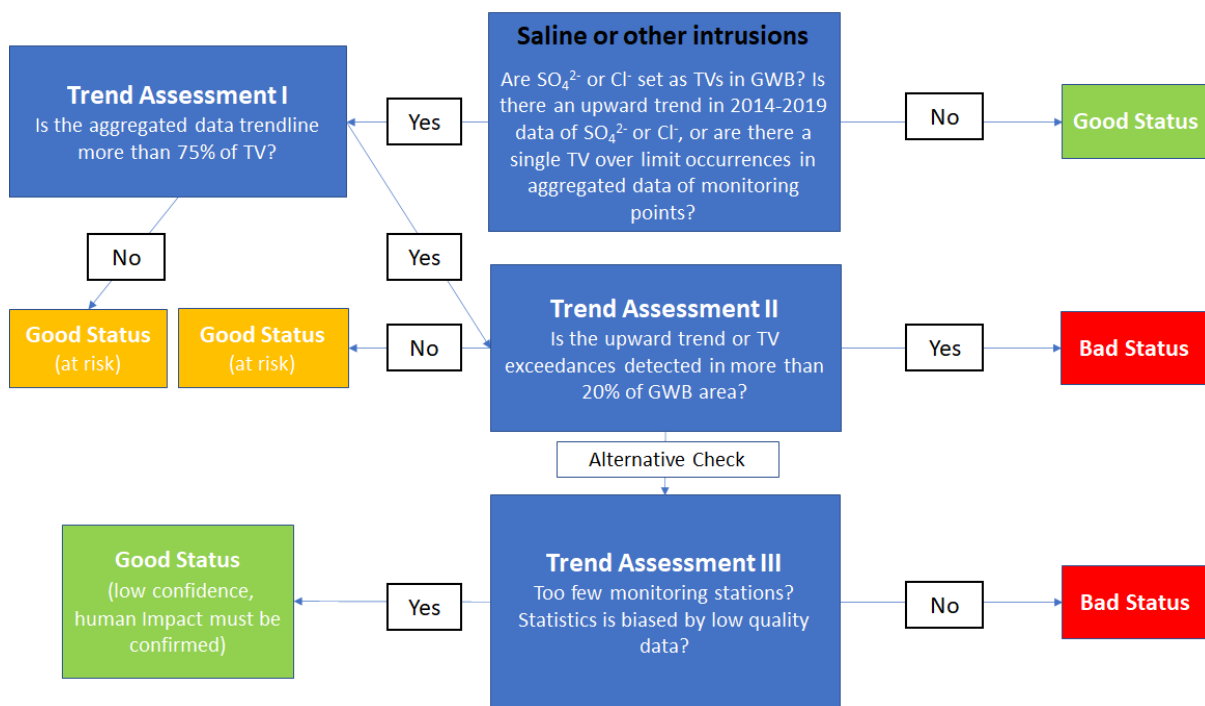 Saline or other intrusions
Are SO₄²⁻ or Cl⁻ set as TVs in GWB? Is
there an upward trend in 2014-2019
data of SO₄²⁻ or Cl⁻, or are there a
single TV over limit occurrences in
aggregated data of monitoring
points?
Trend Assessment I
Is the aggregated data trendline
more than 75% of TV?
Yes
No
Good Status
No
Yes
Good Status
(at risk)
Good Status
(at risk)
No
Trend Assessment II
Is the upward trend or TV
exceedances detected in more than
20% of GWB area?
Yes
Bad Status
Alternative Check
Good Status
(low confidence,
human Impact must be
confirmed)
Yes
Trend Assessment III
Too few monitoring stations?
Statistics is biased by low quality
data?
No
Bad Status